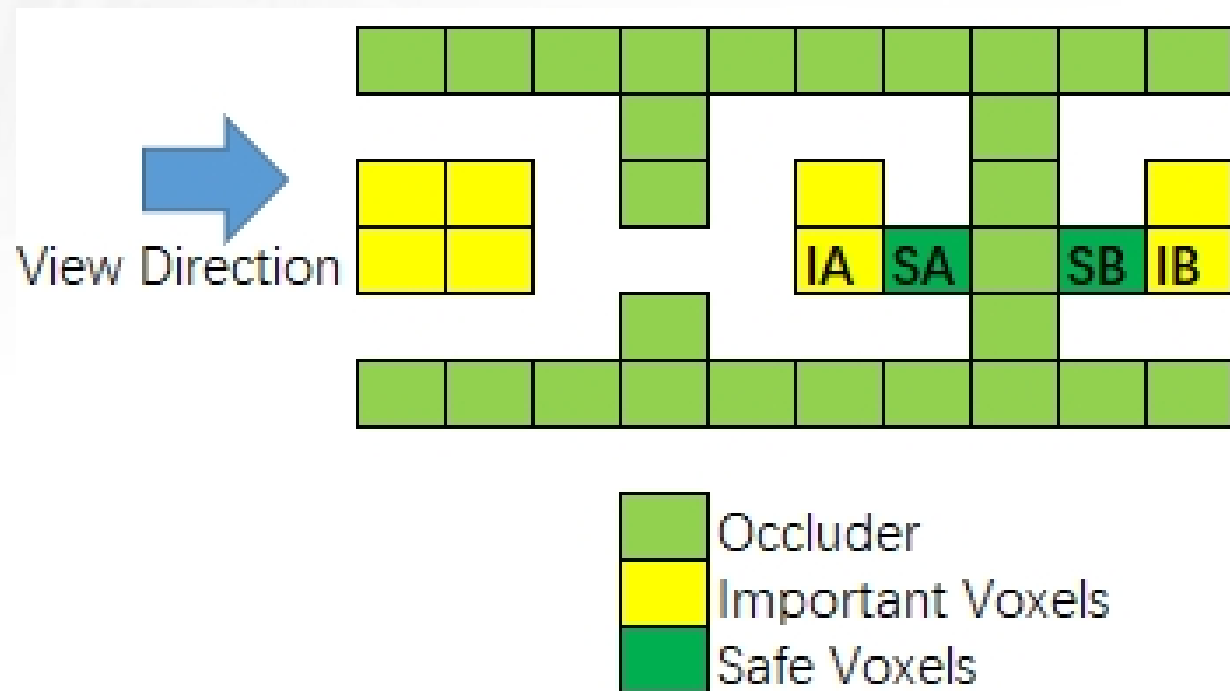 View Direction
IA SA SB IB
Occluder
Important Voxels
Safe Voxels